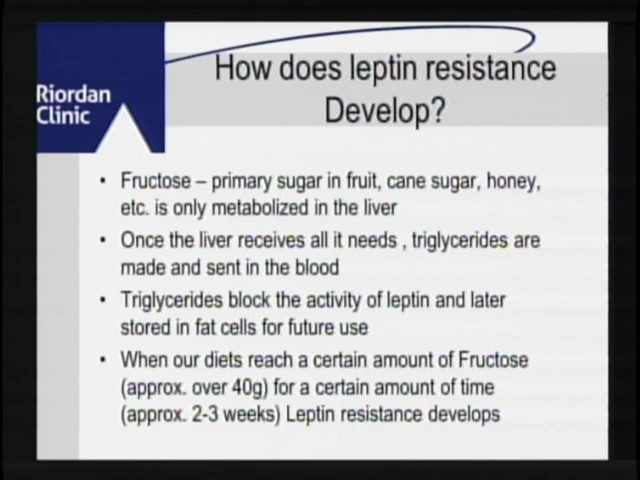 Riordan
Clinic
How does leptin resistance
Develop?
• Fructose – primary sugar in fruit, cane sugar, honey,
etc. is only metabolized in the liver
• Once the liver receives all it needs , triglycerides are
made and sent in the blood
• Triglycerides block the activity of leptin and later
stored in fat cells for future use
• When our diets reach a certain amount of Fructose
(approx. over 40g) for a certain amount of time
(approx. 2-3 weeks) Leptin resistance develops